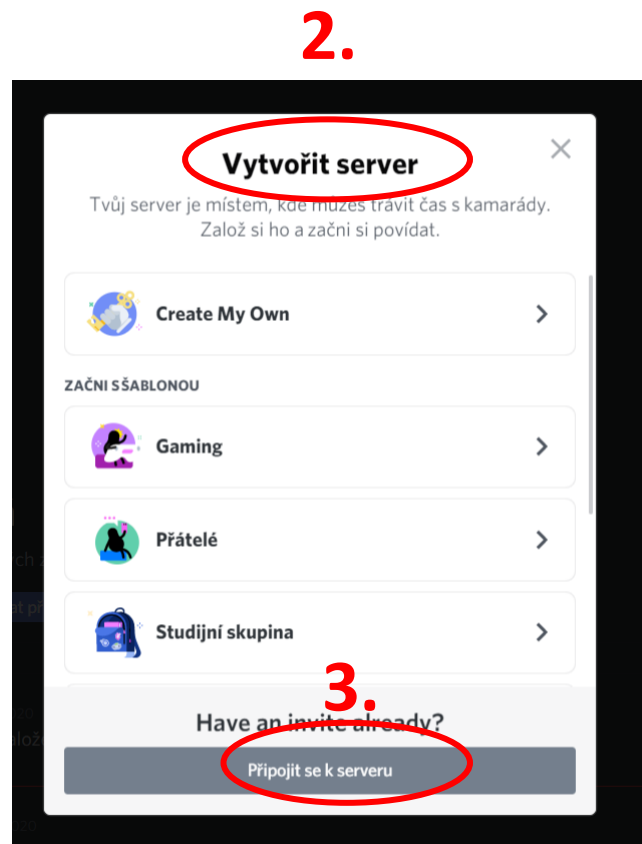 2.
Vytvořit server
Tvůj server je místem, kde můžeš trávit čas s kamarády.
Založ si ho a začni si povídat.
Create My Own
ZAČNI S ŠABLONOU
Gaming
Přátelé
Studijní skupina
3.
Have an invite already?
Připojit se k serveru